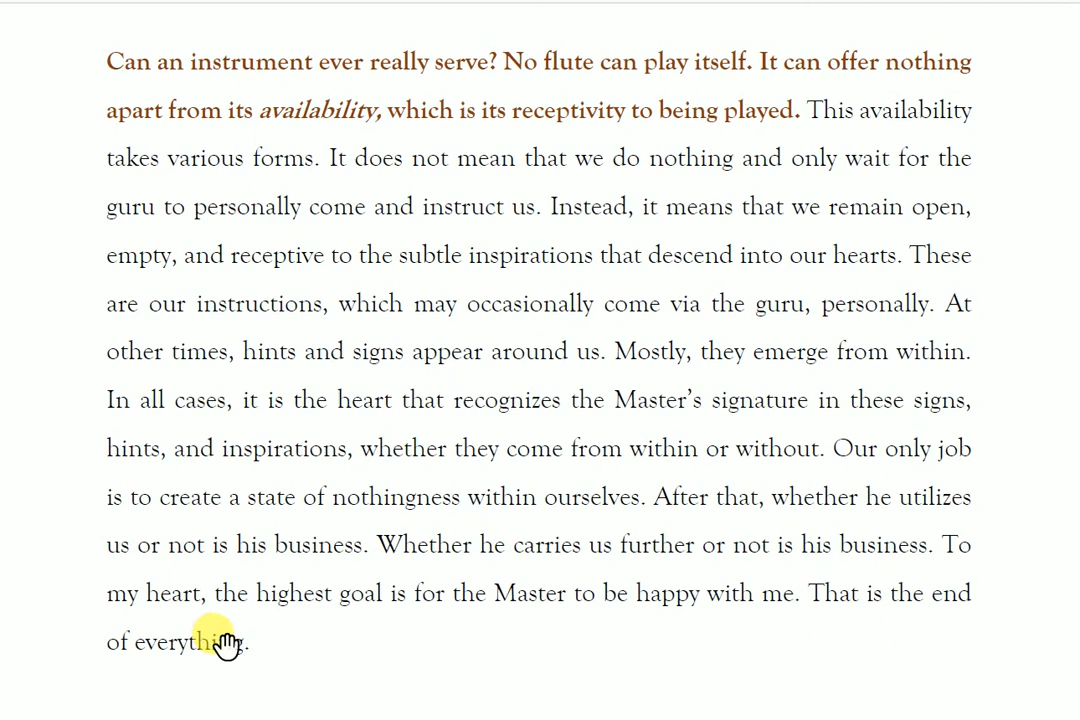 Can an instrument ever really serve? No flute can play itself. It can offer nothing
apart from its availability, which is its receptivity to being played. This availability
takes various forms. It does not mean that we do nothing and only wait for the
guru to personally come and instruct us. Instead, it means that we remain open,
empty, and receptive to the subtle inspirations that descend into our hearts. These
are our instructions, which may occasionally come via the guru, personally. At
other times, hints and signs appear around us. Mostly, they emerge from within.
In all cases, it is the heart that recognizes the Master’s signature in these signs,
hints, and inspirations, whether they come from within or without. Our only job
is to create a state of nothingness within ourselves. After that, whether he utilizes
us or not is his business. Whether he carries us further or not is his business. To
my heart, the highest goal is for the Master to be happy with me. That is the end
of everything.